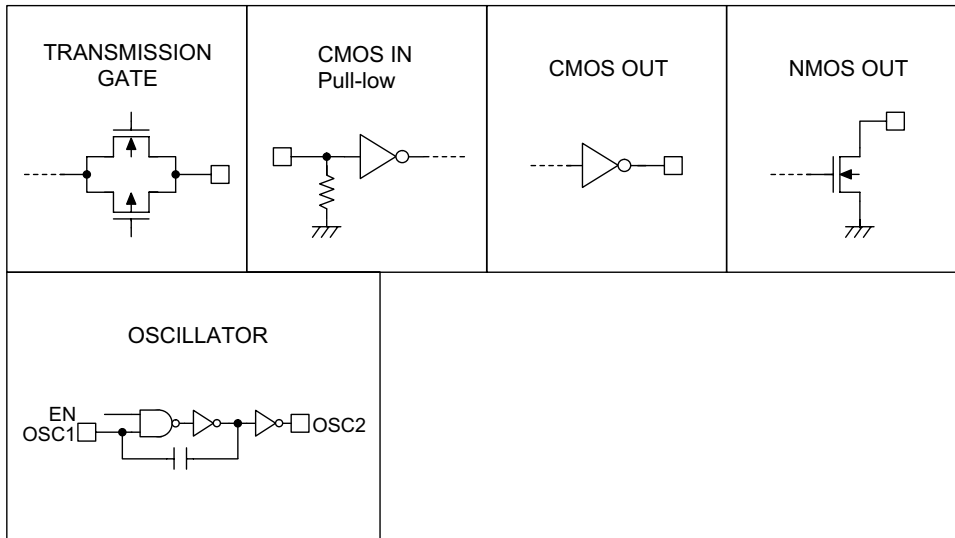 TRANSMISSION
GATE
CMOS IN
Pull-low
CMOS OUT
NMOS OUT
OSCILLATOR
EN
OSC1
OSC2